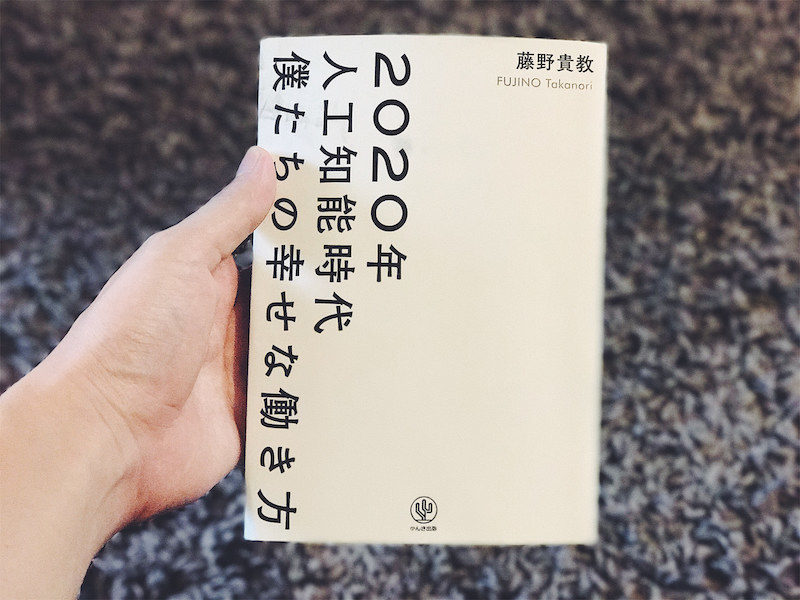 2020年
人工知能時代
僕たちの幸せな働き方
藤野貴教
FUJINO Takanori
かんき出版